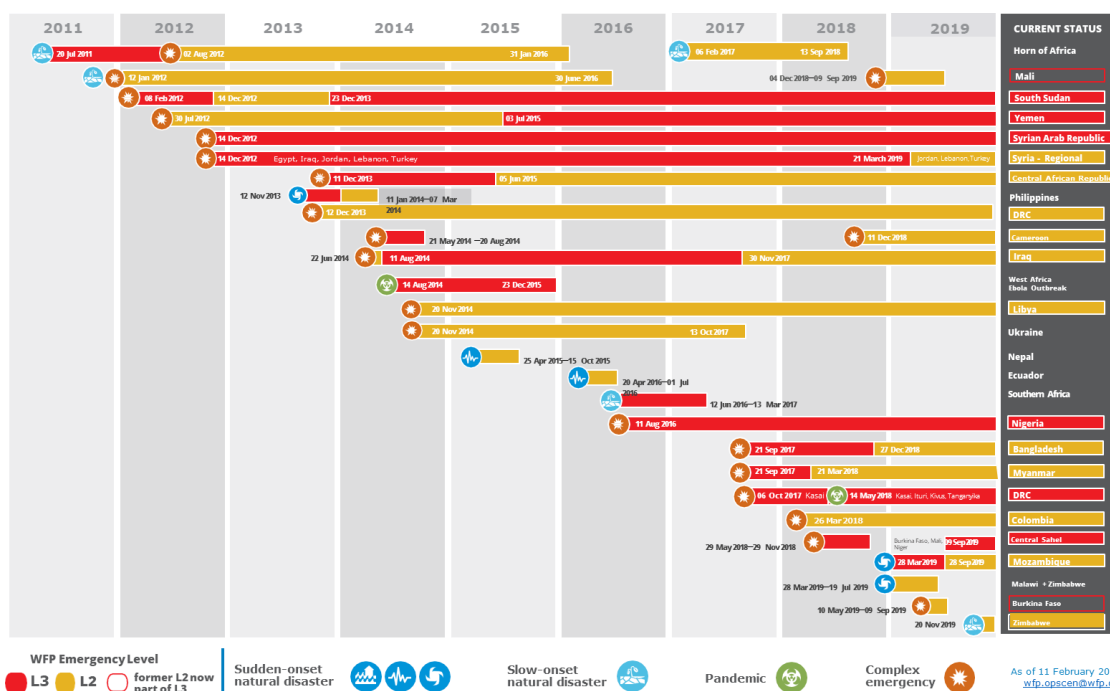 2011 2012 2013 2014 2015 2016 2017 2018 2019 CURRENT STATUS
20 Jul 2011 02 Aug 2012 31 Jan 2016 06 Feb 2017 13 Sep 2018 Horn of Africa
12 Jan 2012 30 June 2016 04 Dec 2018–09 Sep 2019 Mali
08 Feb 2012 14 Dec 2012 23 Dec 2013 South Sudan
30 Jul 2012 03 Jul 2015 Yemen
14 Dec 2012 Syrian Arab Republic
14 Dec 2012 Egypt, Iraq, Jordan, Lebanon, Turkey 21 March 2019 Jordan, Lebanon,Turkey Syria - Regional
11 Dec 2013 05 Jun 2015 Central African Republic
12 Nov 2013 11 Jan 2014–07 Mar 2014 Philippines
12 Dec 2013 DRC
21 May 2014 –20 Aug 2014 11 Dec 2018 Cameroon
22 Jun 2014 11 Aug 2014 30 Nov 2017 Iraq
14 Aug 2014 23 Dec 2015 West Africa
Ebola Outbreak
20 Nov 2014 Libya
20 Nov 2014 13 Oct 2017 Ukraine
25 Apr 2015–15 Oct 2015 Nepal
20 Apr 2016–01 Jul 2016 Ecuador
12 Jun 2016–13 Mar 2017 Southern Africa
11 Aug 2016 Nigeria
21 Sep 2017 27 Dec 2018 Bangladesh
21 Sep 2017 21 Mar 2018 Myanmar
06 Oct 2017 Kasai 14 May 2018 Kasai, Ituri, Kivus, Tanganyika DRC
26 Mar 2018 Colombia
29 May 2018–29 Nov 2018 Burkina Faso, Mali, Niger 09 Sep 2019 Central Sahel
28 Mar 2019 28 Sep 2019 Mozambique
28 Mar 2019–19 Jul 2019 Malawi + Zimbabwe
10 May 2019–09 Sep 2019 Burkina Faso
20 Nov 2019 Zimbabwe
WFP Emergency Level
L3 L2 former L2 now
part of L3
Sudden-onset
natural disaster
Slow-onset
natural disaster
Pandemic
Complex
emergency
As of 11 February 20
wfp.opscen@wfp.